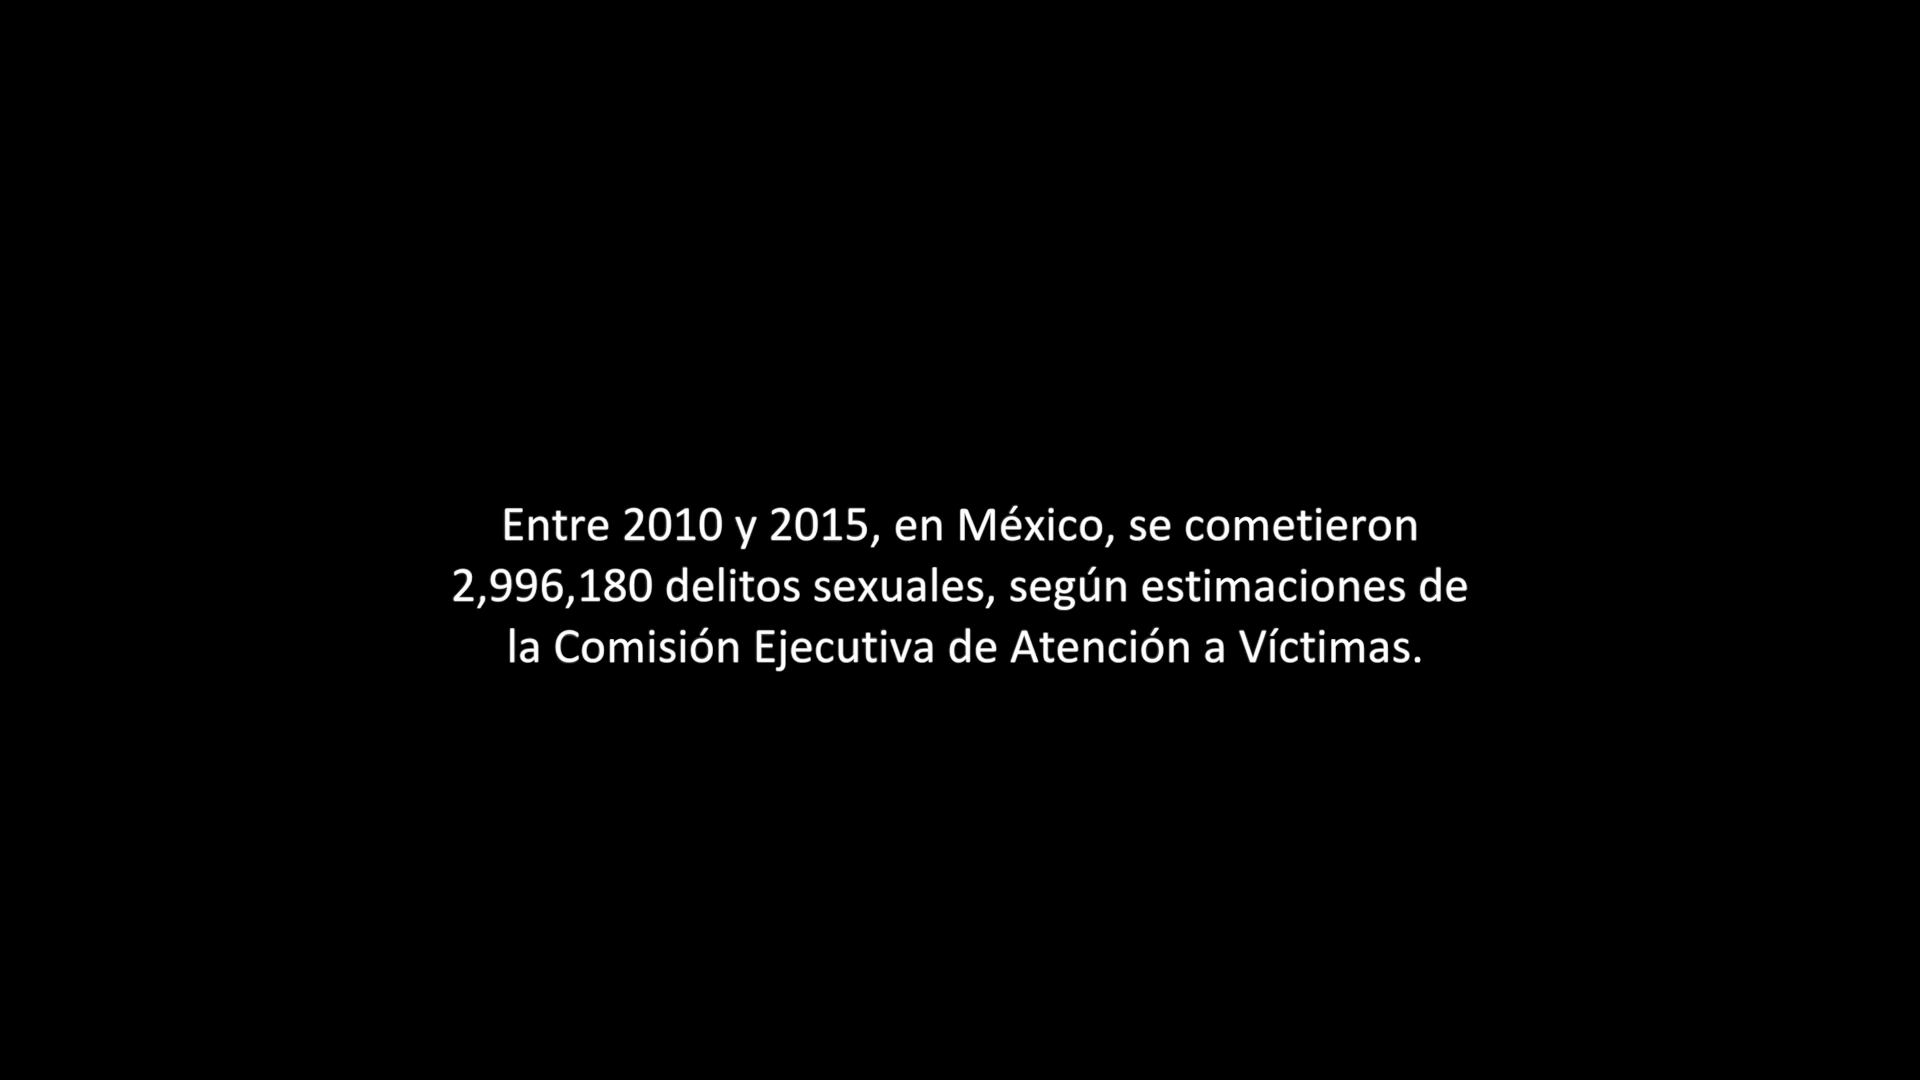 Entre 2010 y 2015, en México, se cometieron
2,996,180 delitos sexuales, según estimaciones de
la Comisión Ejecutiva de Atención a Víctimas.